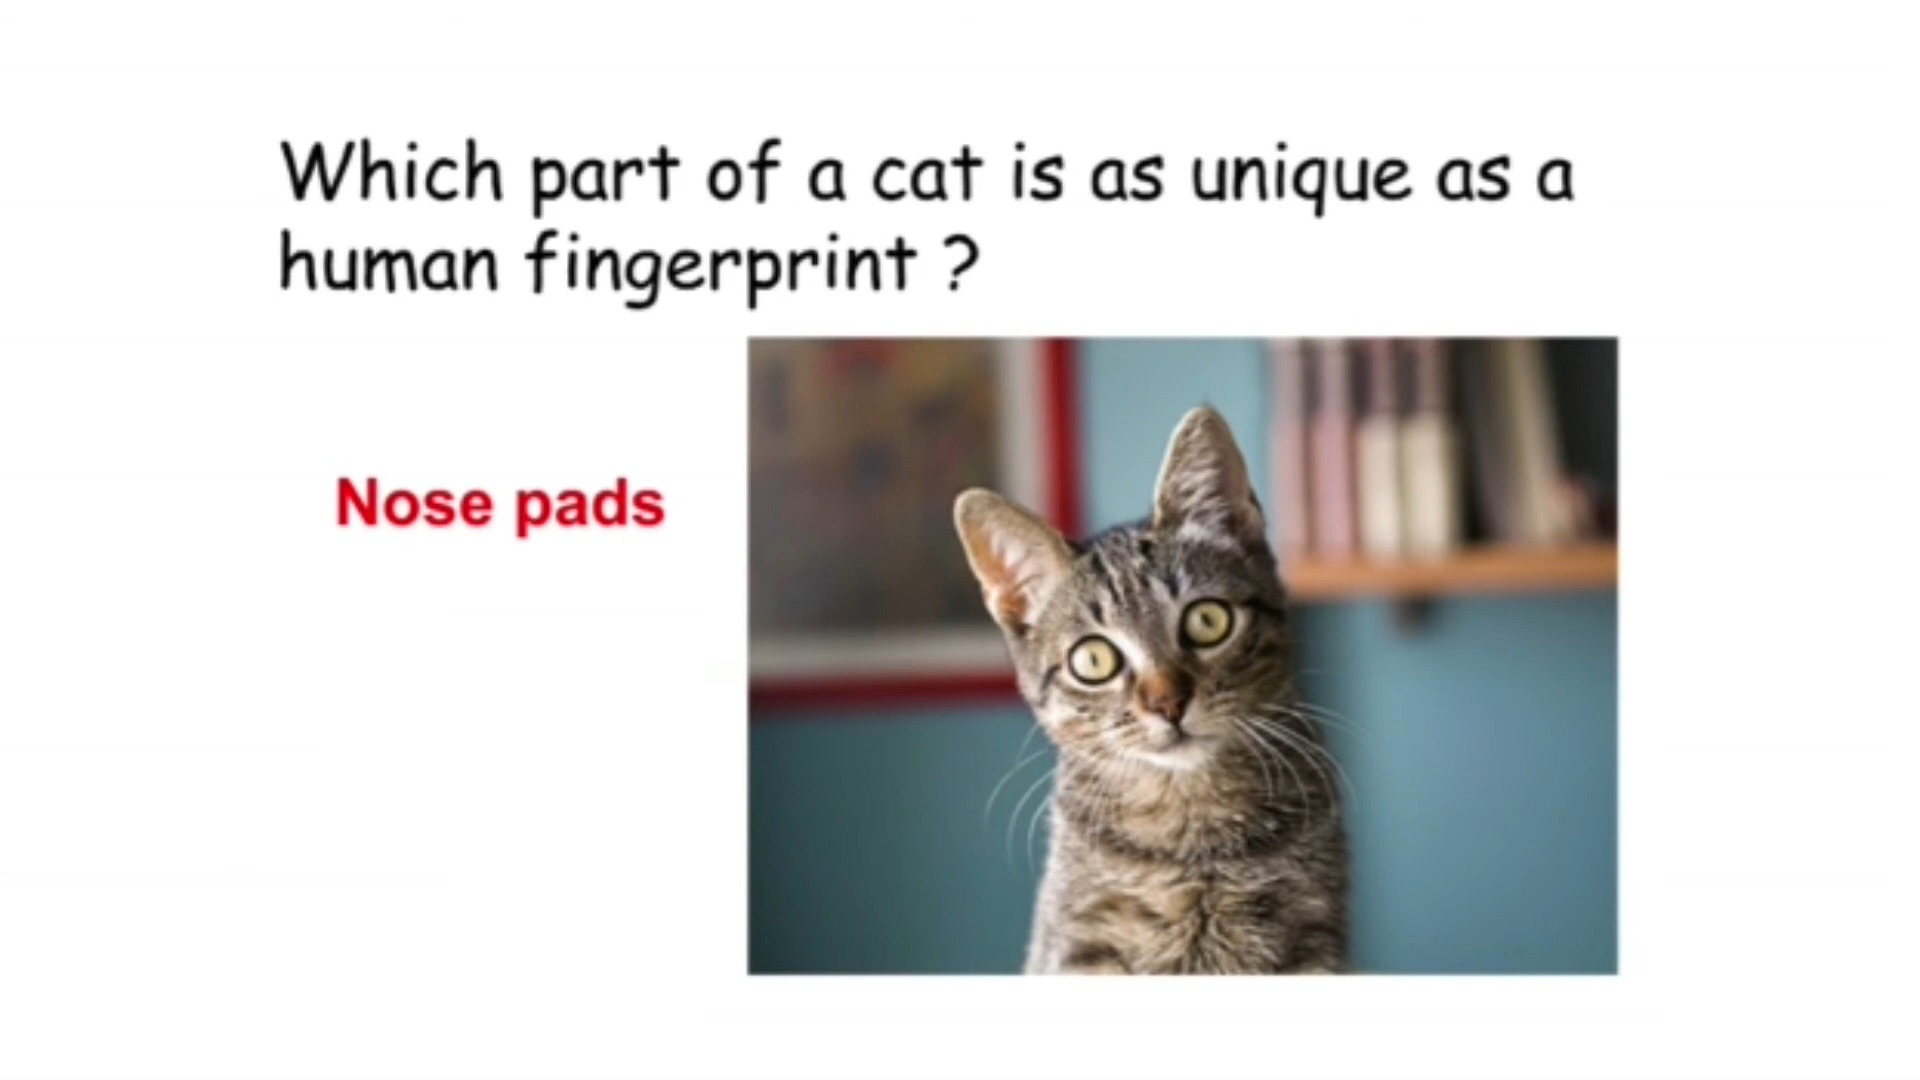 Which part of a cat is as unique as a
human fingerprint ?
Nose pads